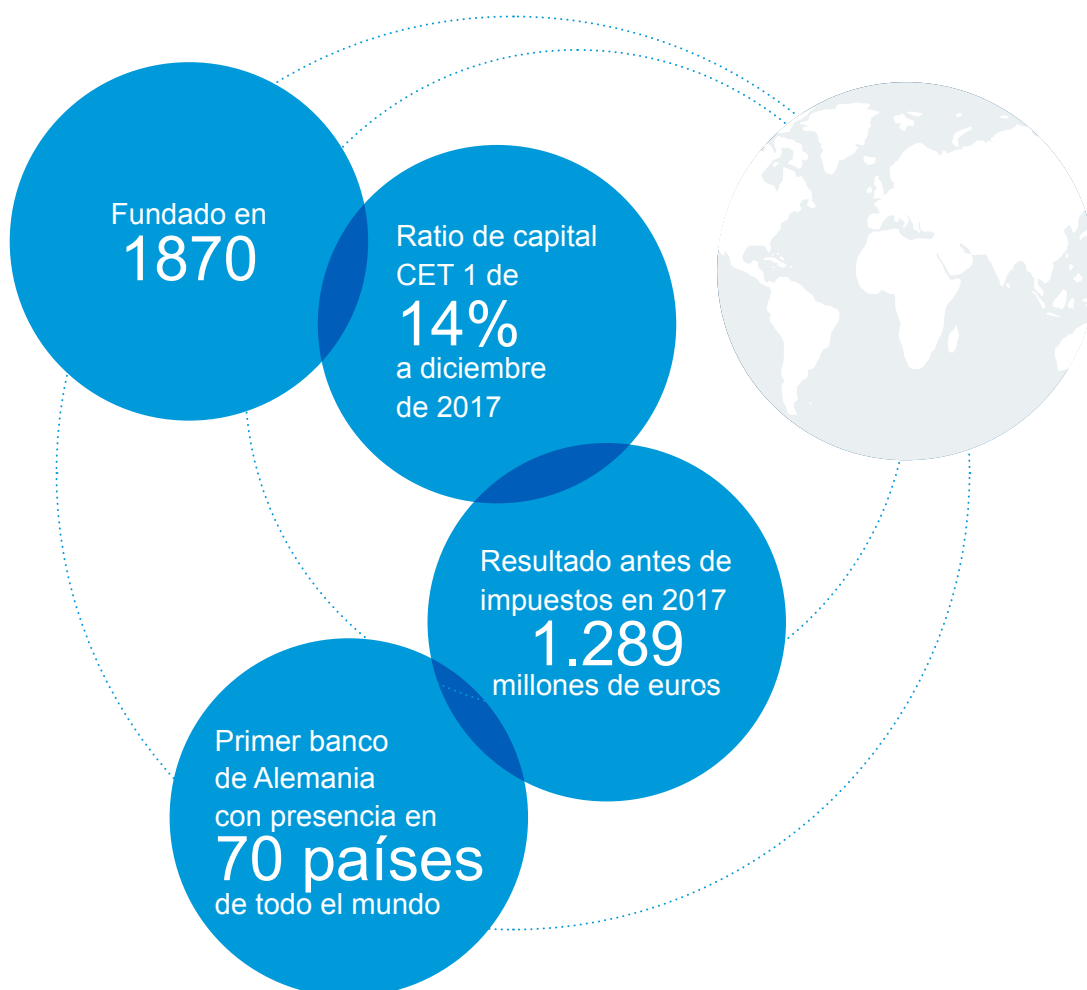 Fundado en
1870
Ratio de capital
CET 1 de
14%
a diciembre
de 2017
Resultado antes de
impuestos en 2017
1.289
millones de euros
Primer banco
de Alemania
con presencia en
70 países
de todo el mundo